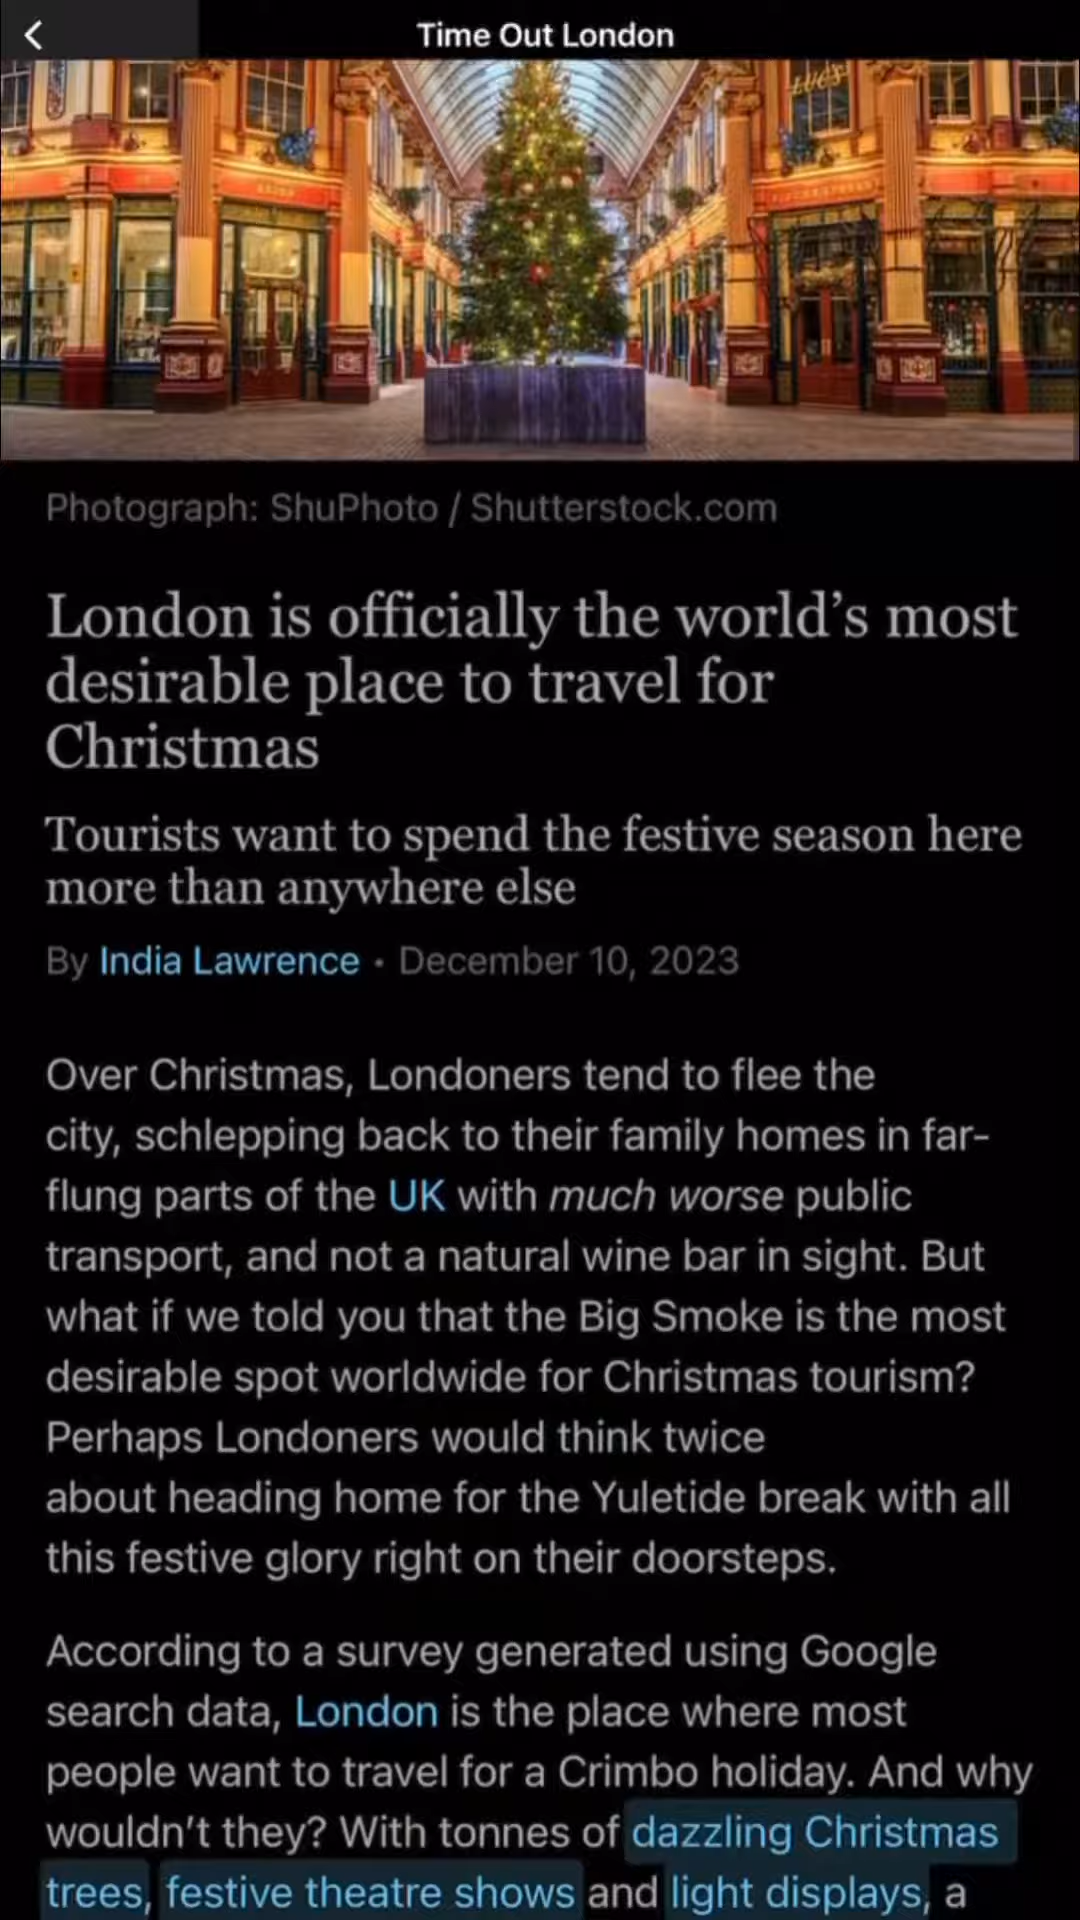 Time Out London
Photograph: ShuPhoto / Shutterstock.com
London is officially the world’s most
desirable place to travel for
Christmas
Tourists want to spend the festive season here
more than anywhere else
By India Lawrence • December 10, 2023
Over Christmas, Londoners tend to flee the
city, schlepping back to their family homes in far-
flung parts of the UK with much worse public
transport, and not a natural wine bar in sight. But
what if we told you that the Big Smoke is the most
desirable spot worldwide for Christmas tourism?
Perhaps Londoners would think twice
about heading home for the Yuletide break with all
this festive glory right on their doorsteps.
According to a survey generated using Google
search data, London is the place where most
people want to travel for a Crimbo holiday. And why
wouldn’t they? With tonnes of dazzling Christmas
trees, festive theatre shows and light displays, a